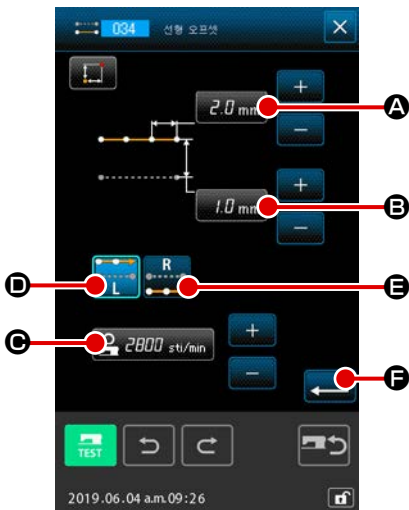 034 선형 오프셋
2.0 mm
A
1.0 mm
B
D
L
R
E
C
2800 sti/min
F
TEST
2019.06.04 a.m.09:26